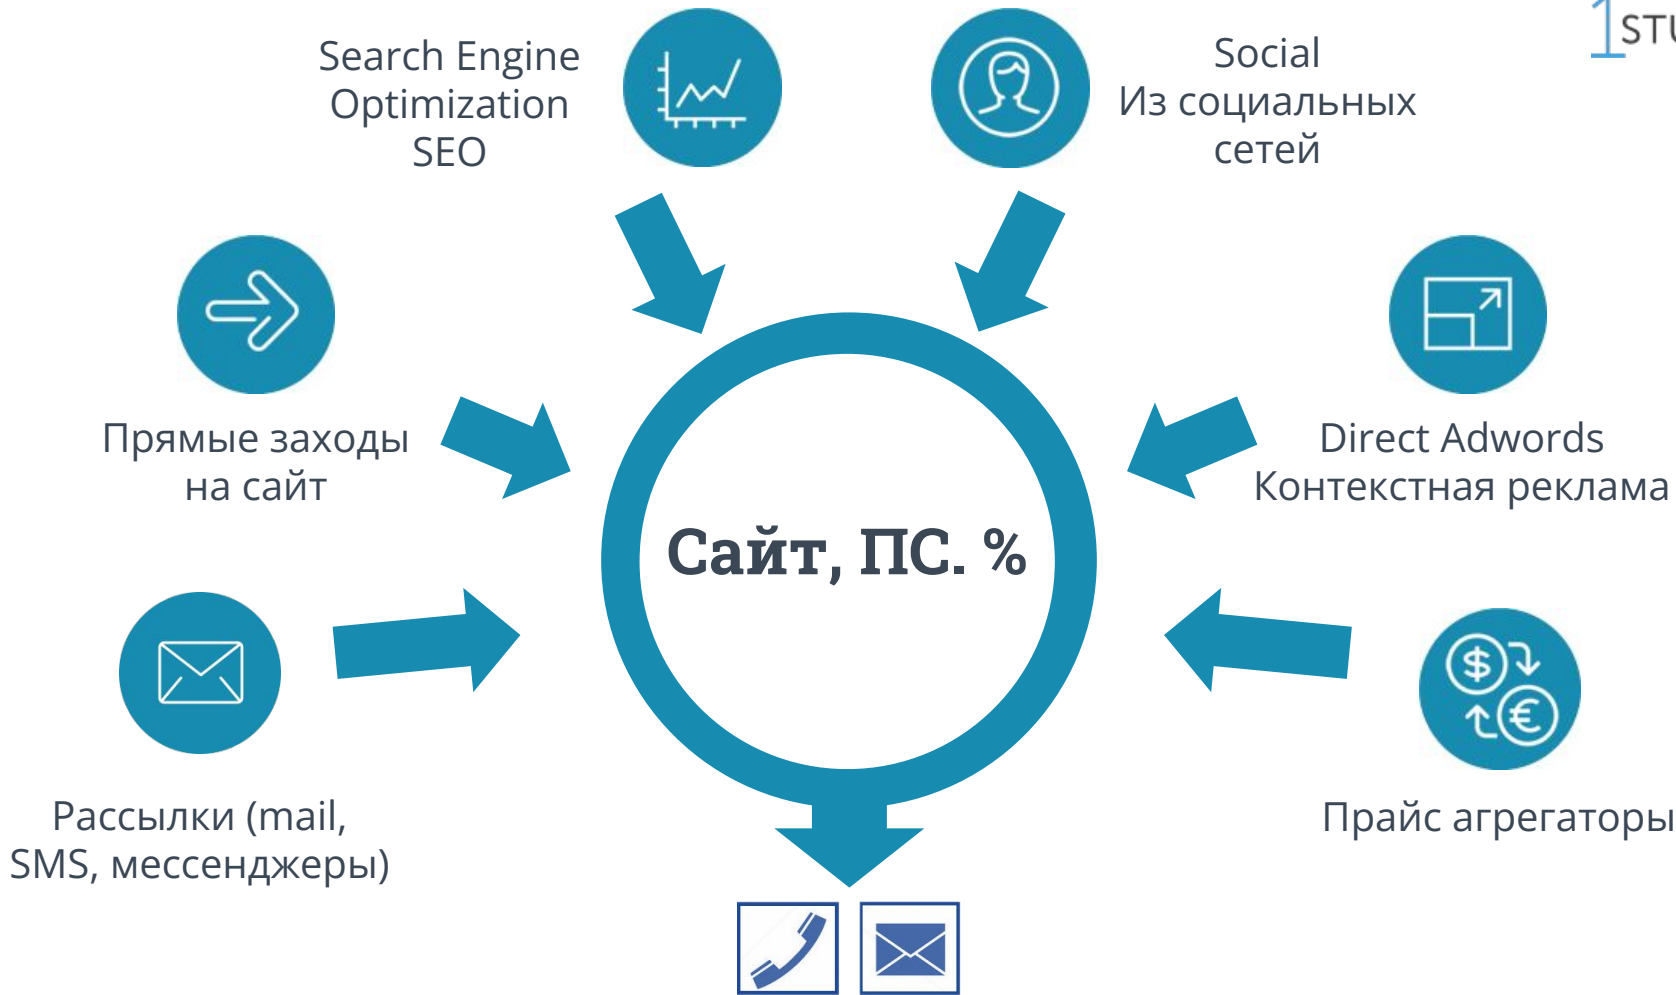 Search Engine
Optimization
SEO
Social
Из социальных
сетей
1STU
Прямые заходы
на сайт
Direct Adwords
Контекстная реклама
Сайт, ПС. %
Рассылки (mail,
SMS, мессенджеры)
Прайс агрегаторы